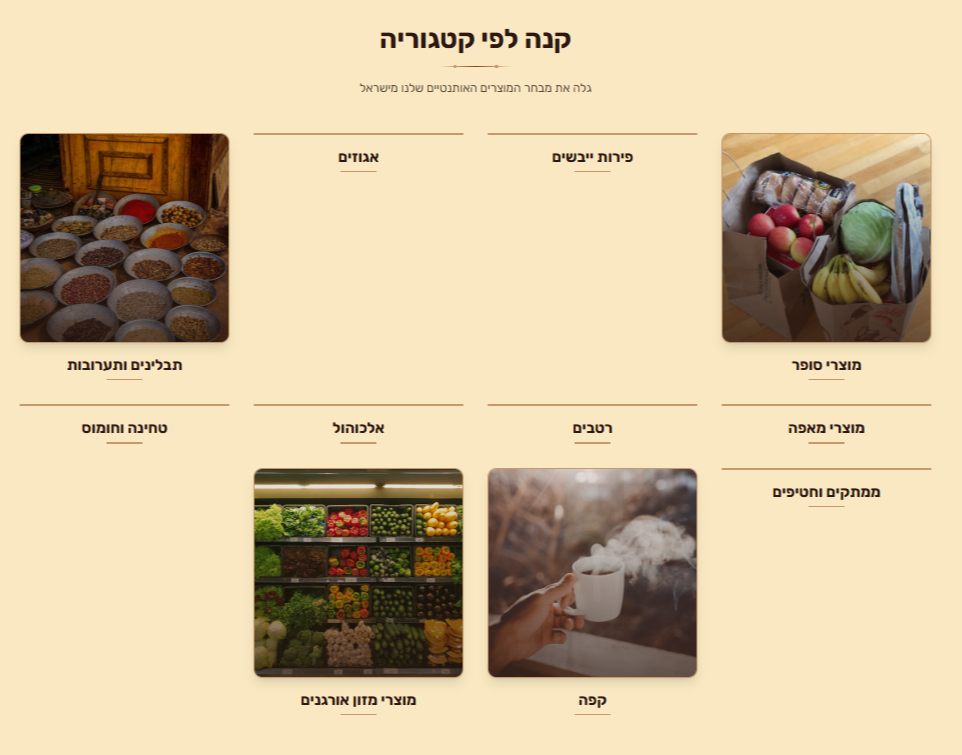 קנה לפי קטגוריה
גלה את מבחר המוצרים האותנטיים שלנו מישראל
מוצרי סופר
פירות ייבשים
אגוזים
תבלינים ותערובות
מוצרי מאפה
רטבים
אלכוהול
טחינה וחומוס
ממתקים וחטיפים
קפה
מוצרי מזון אורגנים